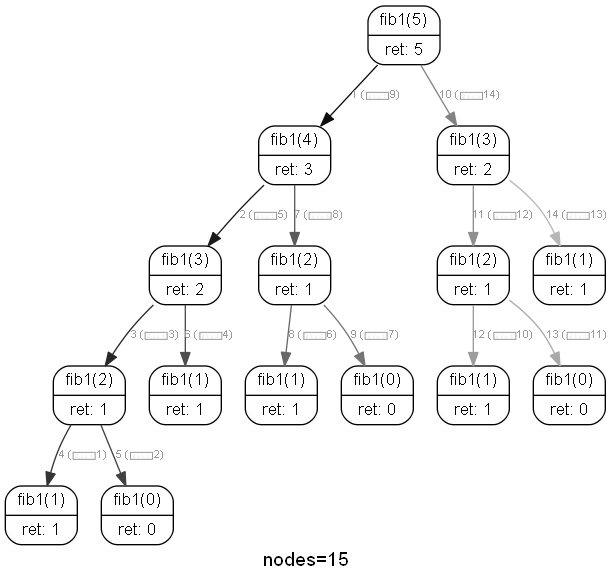 fib1(5)
ret: 5
1 (9)
10 (14)
fib1(4)
ret: 3
fib1(3)
ret: 2
2 (5)
7 (8)
11 (12)
14 (13)
fib1(3)
ret: 2
fib1(2)
ret: 1
fib1(2)
ret: 1
fib1(1)
ret: 1
3 (3)
6 (4)
8 (6)
9 (7)
12 (10)
13 (11)
fib1(2)
ret: 1
fib1(1)
ret: 1
fib1(1)
ret: 1
fib1(0)
ret: 0
fib1(1)
ret: 1
fib1(0)
ret: 0
4 (1)
5 (2)
fib1(1)
ret: 1
fib1(0)
ret: 0
nodes=15